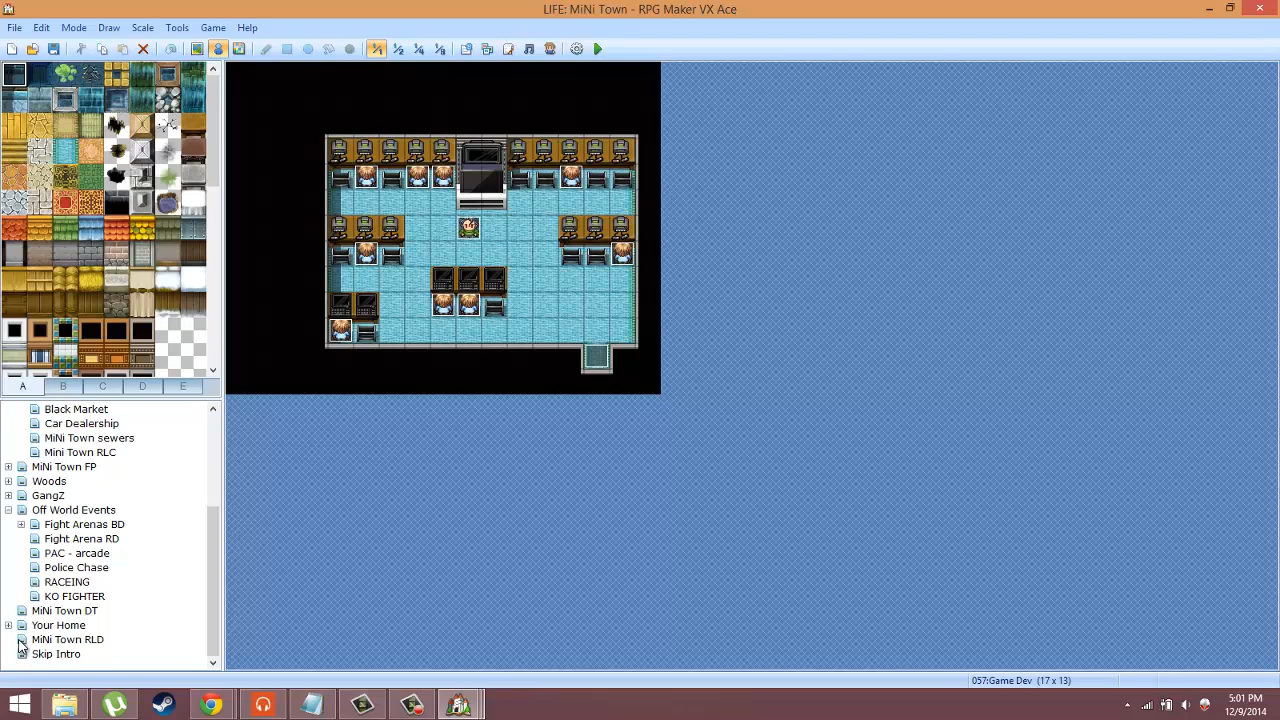 LIFE: MiNi Town - RPG Maker VX Ace
File Edit Mode Draw Scale Tools Game Help
A B C D E
Black Market
Car Dealership
MiNi Town sewers
Mini Town RLC
MiNi Town FP
Woods
GangZ
Off World Events
Fight Arenas BD
Fight Arena RD
PAC - arcade
Police Chase
RACEING
KO FIGHTER
MiNi Town DT
Your Home
MiNi Town RLD
Skip Intro
057:Game Dev (17 x 13)
5:01 PM
12/9/2014